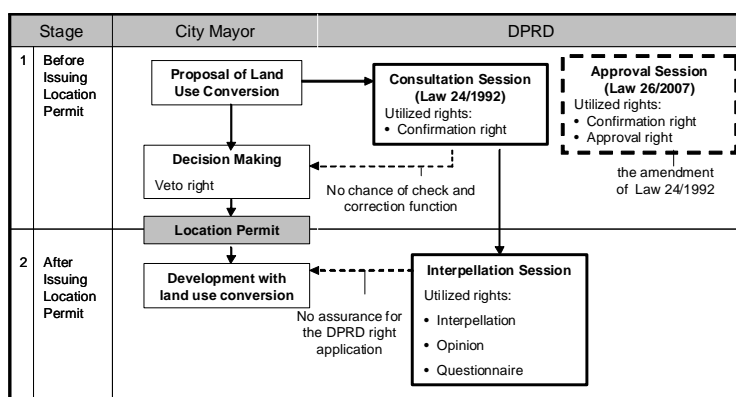 Stage
City Mayor
DPRD
1
Before
Issuing
Location
Permit
Proposal of Land
Use Conversion
Consultation Session
(Law 24/1992)
Utilized rights:
• Confirmation right
Approval Session
(Law 26/2007)
Utilized rights:
• Confirmation right
• Approval right
the amendment
of Law 24/1992
Decision Making
Veto right
No chance of check and
correction function
Location Permit
2
After
Issuing
Location
Permit
Development with
land use conversion
No assurance for
the DPRD right
application
Interpellation Session
Utilized rights:
• Interpellation
• Opinion
• Questionnaire